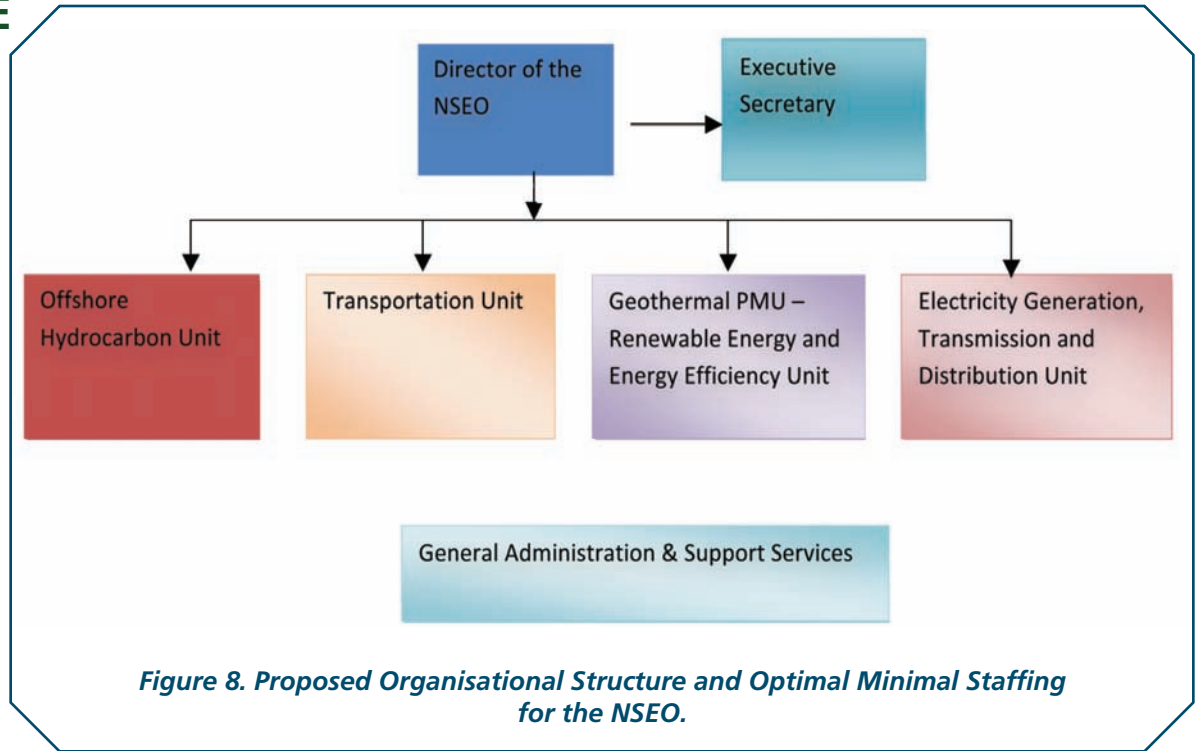 E
Director of the
NSEO
Executive
Secretary
Offshore
Hydrocarbon Unit
Transportation Unit
Geothermal PMU –
Renewable Energy and
Energy Efficiency Unit
Electricity Generation,
Transmission and
Distribution Unit
General Administration & Support Services
Figure 8. Proposed Organisational Structure and Optimal Minimal Staffing
for the NSEO.